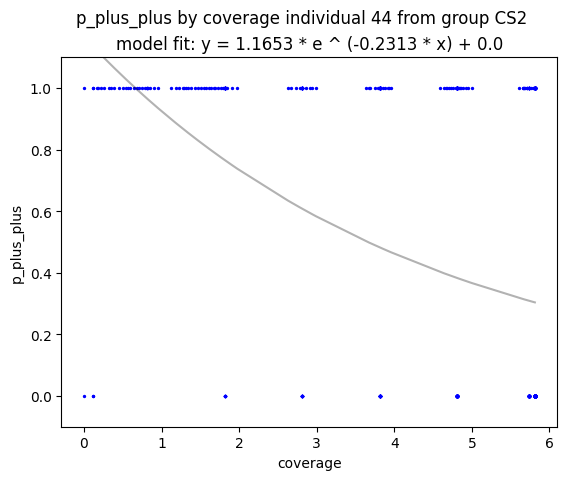 p_plus_plus by coverage individual 44 from group CS2
model fit: y = 1.1653 * e ^ (-0.2313 * x) + 0.0
1.0
0.8
0.6
0.4
0.2
0.0
p_plus_plus
0 1 2 3 4 5 6
coverage